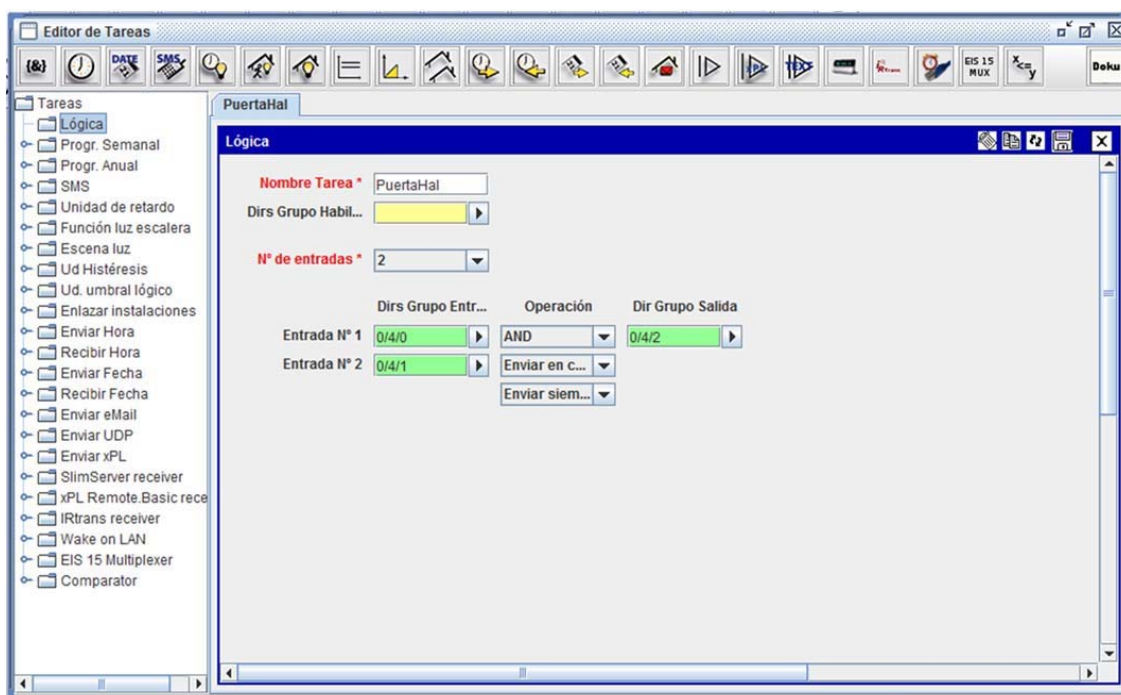 Editor de Tareas
{&} DATE SMS TEXT EIS 15 MUX x<=y Doku
Tareas
Lógica
Progr. Semanal
Progr. Anual
SMS
Unidad de retardo
Función luz escalera
Escena luz
Ud Histéresis
Ud. umbral lógico
Enlazar instalaciones
Enviar Hora
Recibir Hora
Enviar Fecha
Recibir Fecha
Enviar eMail
Enviar UDP
Enviar xPL
SlimServer receiver
xPL Remote.Basic rece
IRtrans receiver
Wake on LAN
EIS 15 Multiplexer
Comparator
PuertaHal
Lógica
Nombre Tarea * PuertaHal
Dirs Grupo Habil...
Nº de entradas * 2
Dirs Grupo Entr... Operación Dir Grupo Salida
Entrada Nº 1 0/4/0 AND 0/4/2
Entrada Nº 2 0/4/1 Enviar en c...
Enviar siem...